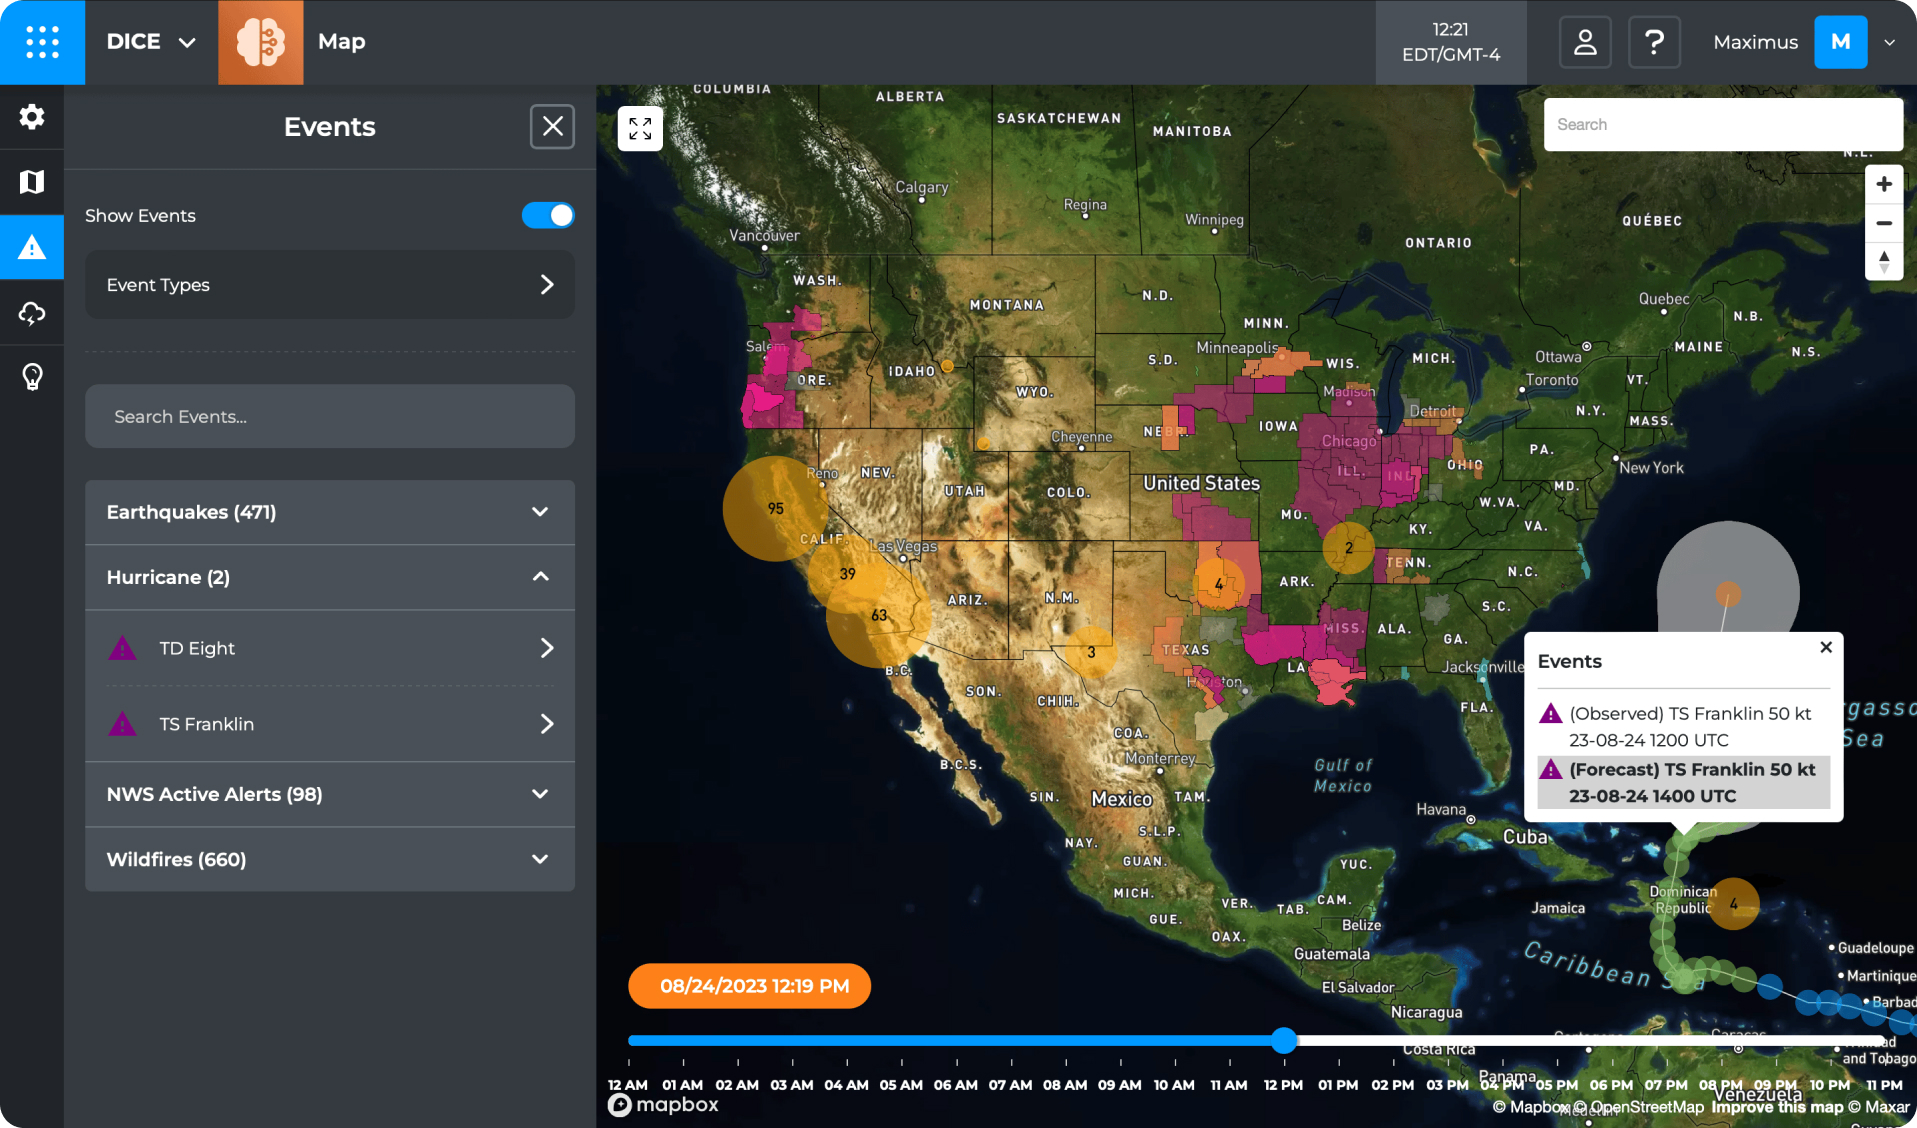 DICE
Map
12:21
EDT/GMT-4
?
Maximus
M
Events
Show Events
Event Types
Search Events...
Earthquakes (471)
Hurricane (2)
TD Eight
TS Franklin
NWS Active Alerts (98)
Wildfires (660)
Search
COLUMBIA
ALBERTA
SASKATCHEWAN
MANITOBA
N.L.
Calgary
Regina
Winnipeg
QUÉBEC
Vancouver
ONTARIO
WASH.
MONTANA
N.D.
Quebec
N.B.
MINN.
Salem
Minneapolis
WIS.
MICH.
Ottawa
MAINE
N.S.
S.D.
IDAHO
ORE.
WYO.
Madison
Toronto
VT.
Detroit
N.Y.
MASS.
NEBR.
IOWA
Cheyenne
Chicago
PA.
New York
Reno
NEV.
UTAH
COLO.
United States
ILL.
IND.
OHIO
MD.
W.VA.
95
MO.
KY.
VA.
CALIF.
Las Vegas
2
TENN.
39
4
ARK.
N.C.
ARIZ.
N.M.
S.C.
63
MISS.
ALA.
GA.
3
TEXAS
B.C.
LA.
Jacksonville
SON.
CHIH.
Houston
FLA.
Events
(Observed) TS Franklin 50 kt
23-08-24 1200 UTC
(Forecast) TS Franklin 50 kt
23-08-24 1400 UTC
gasso
Sea
COA.
B.C.S.
Monterrey
Gulf of
Mexico
SIN.
Mexico
TAM.
Havana
Cuba
S.L.P.
NAY.
GUAN.
YUC.
MICH.
VER.
TAB.
CAM.
Dominican
Republic
4
Jamaica
GUE.
OAX.
Belize
Guatemala
Caribbean Sea
Guadeloupe
Martinique
El Salvador
Barbad
Nicaragua
08/24/2023 12:19 PM
Caracas
Costa Rica
and Tobago
Panama
12 AM 01 AM 02 AM 03 AM 04 AM 05 AM 06 AM 07 AM 08 AM 09 AM 10 AM 11 AM 12 PM 01 PM 02 PM 03 PM 04 PM 05 PM 06 PM 07 PM 08 PM 09 PM 10 PM 11 PM
Venezuela
mapbox
Medellín
© Mapbox © OpenStreetMap Improve this map © Maxar